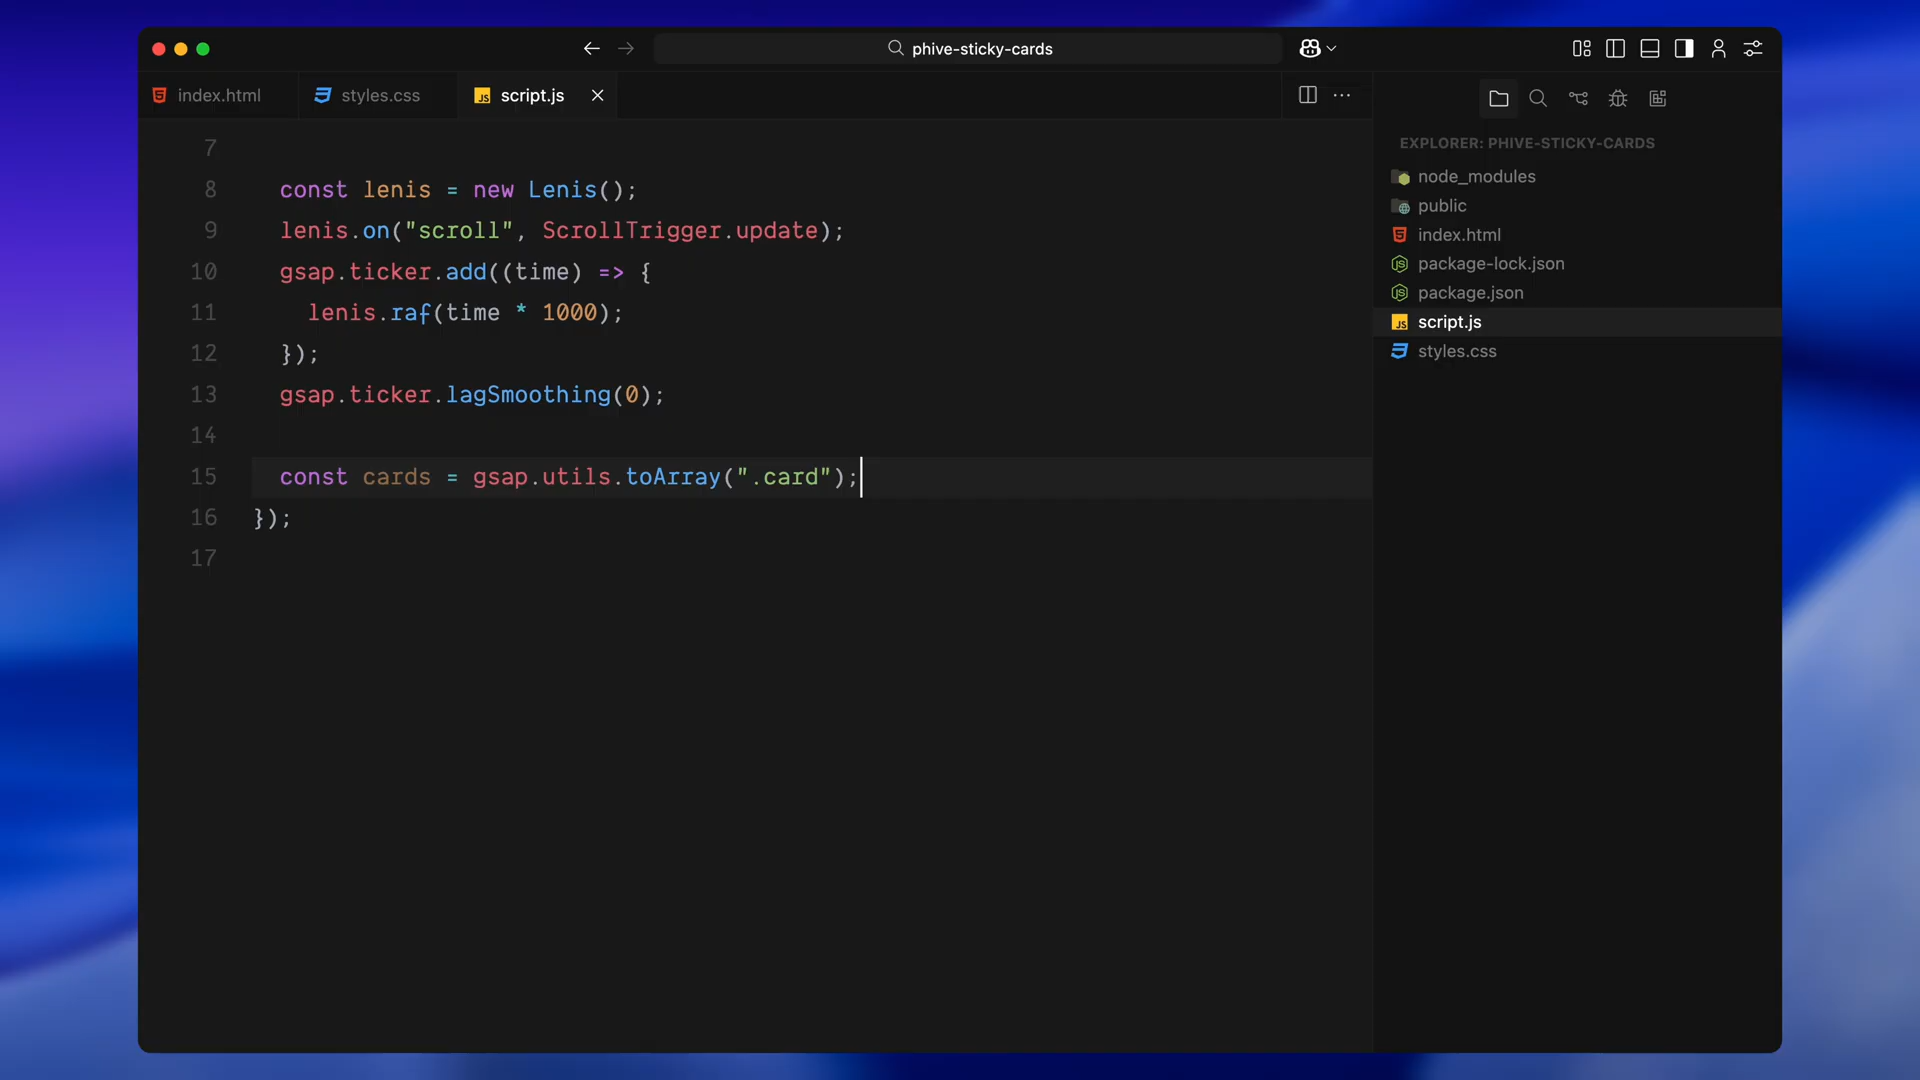 phive-sticky-cards
index.html
styles.css
script.js
7
8 const lenis = new Lenis();
9 lenis.on("scroll", ScrollTrigger.update);
10 gsap.ticker.add((time) => {
11 lenis.raf(time * 1000);
12 });
13 gsap.ticker.lagSmoothing(0);
14
15 const cards = gsap.utils.toArray(".card");
16 });
17
EXPLORER: PHIVE-STICKY-CARDS
node_modules
public
index.html
package-lock.json
package.json
script.js
styles.css